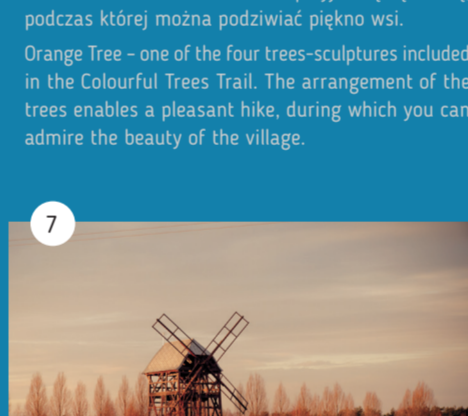 podczas której można podziwiać piękno wsi.
Orange Tree – one of the four trees-sculptures included
in the Colourful Trees Trail. The arrangement of the
trees enables a pleasant hike, during which you can
admire the beauty of the village.
7